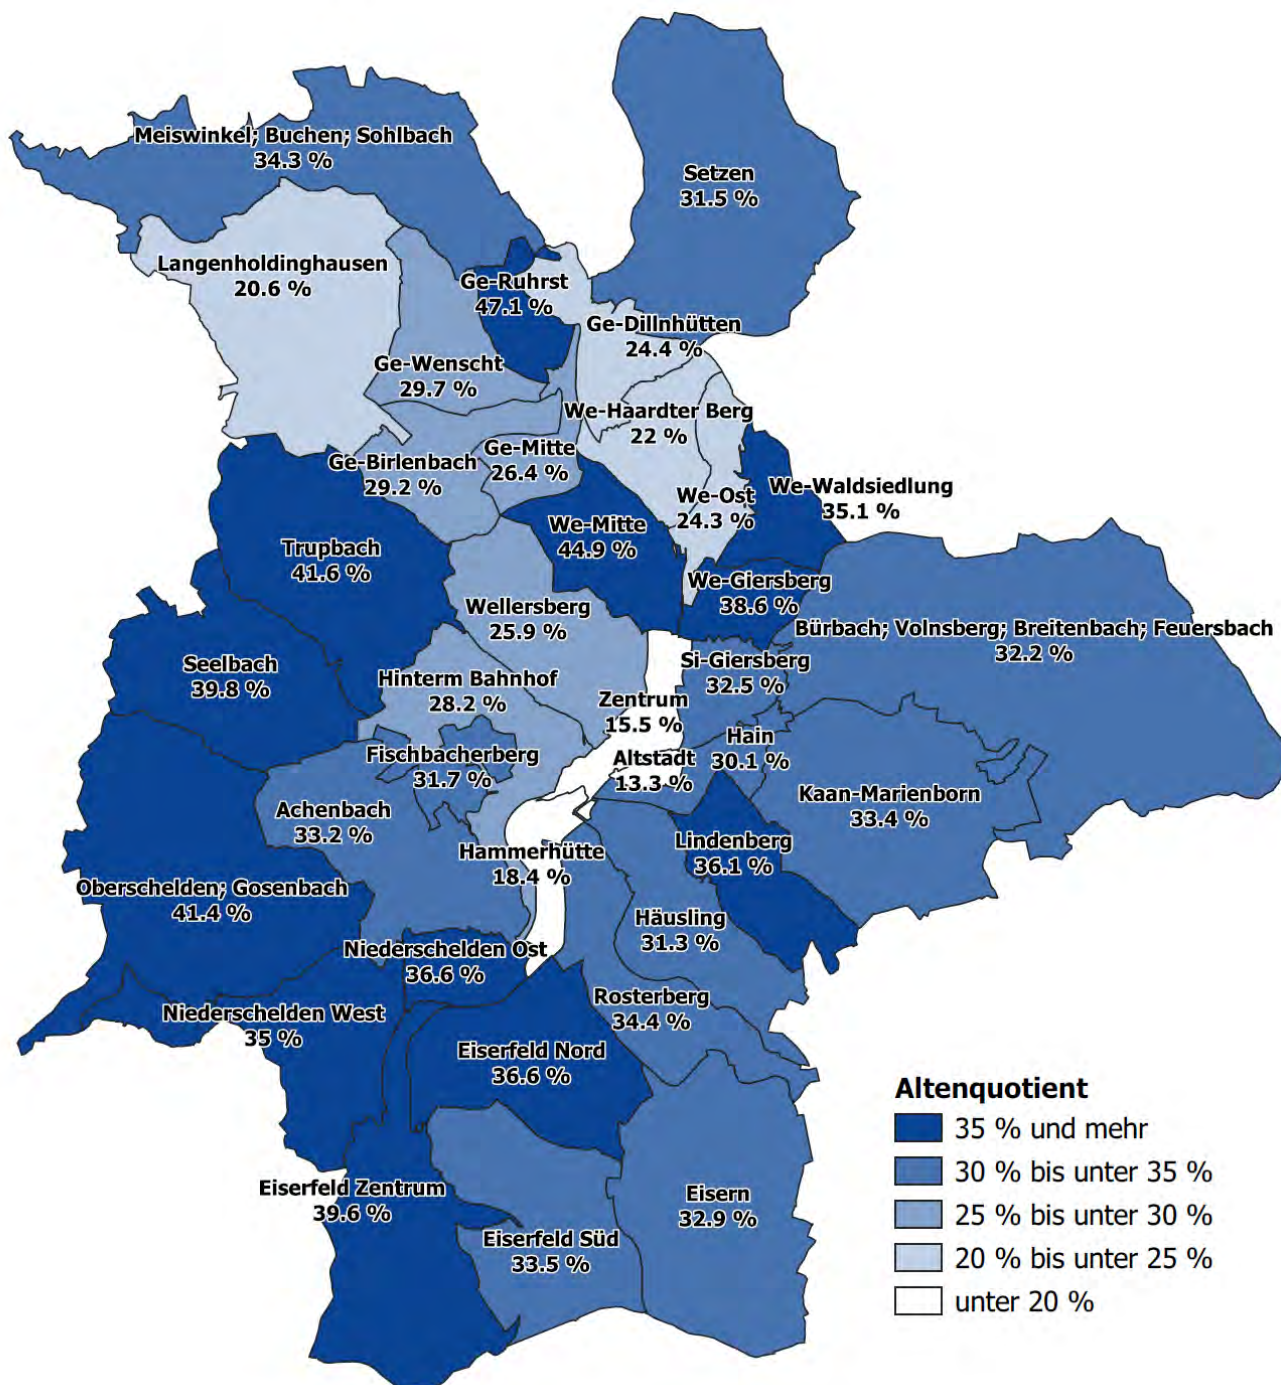 Meiswinkel; Buchen; Sohlbach
34.3 %
Setzen
31.5 %
Langenholdinghausen
20.6 %
Ge-Ruhrst
47.1 %
Ge-Dillnhütten
24.4 %
Ge-Wenscht
29.7 %
We-Haardter Berg
22 %
Ge-Mitte
26.4 %
Ge-Birlenbach
29.2 %
We-Waldsiedlung
35.1 %
We-Ost
24.3 %
We-Mitte
44.9 %
Trupbach
41.6 %
We-Giersberg
38.6 %
Wellersberg
25.9 %
Bürbach; Volnsberg; Breitenbach; Feuersbach
32.2 %
Seelbach
39.8 %
Si-Giersberg
32.5 %
Hinterm Bahnhof
28.2 %
Zentrum
15.5 %
Hain
30.1 %
Fischbacherberg
31.7 %
Altstadt
13.3 %
Kaan-Marienborn
33.4 %
Achenbach
33.2 %
Lindenberg
36.1 %
Hammerhütte
18.4 %
Oberschelden; Gosenbach
41.4 %
Häusling
31.3 %
Niederschelden Ost
36.6 %
Rosterberg
34.4 %
Niederschelden West
35 %
Eiserfeld Nord
36.6 %
Eiserfeld Zentrum
39.6 %
Eisern
32.9 %
Eiserfeld Süd
33.5 %
Altenquotient
35 % und mehr
30 % bis unter 35 %
25 % bis unter 30 %
20 % bis unter 25 %
unter 20 %